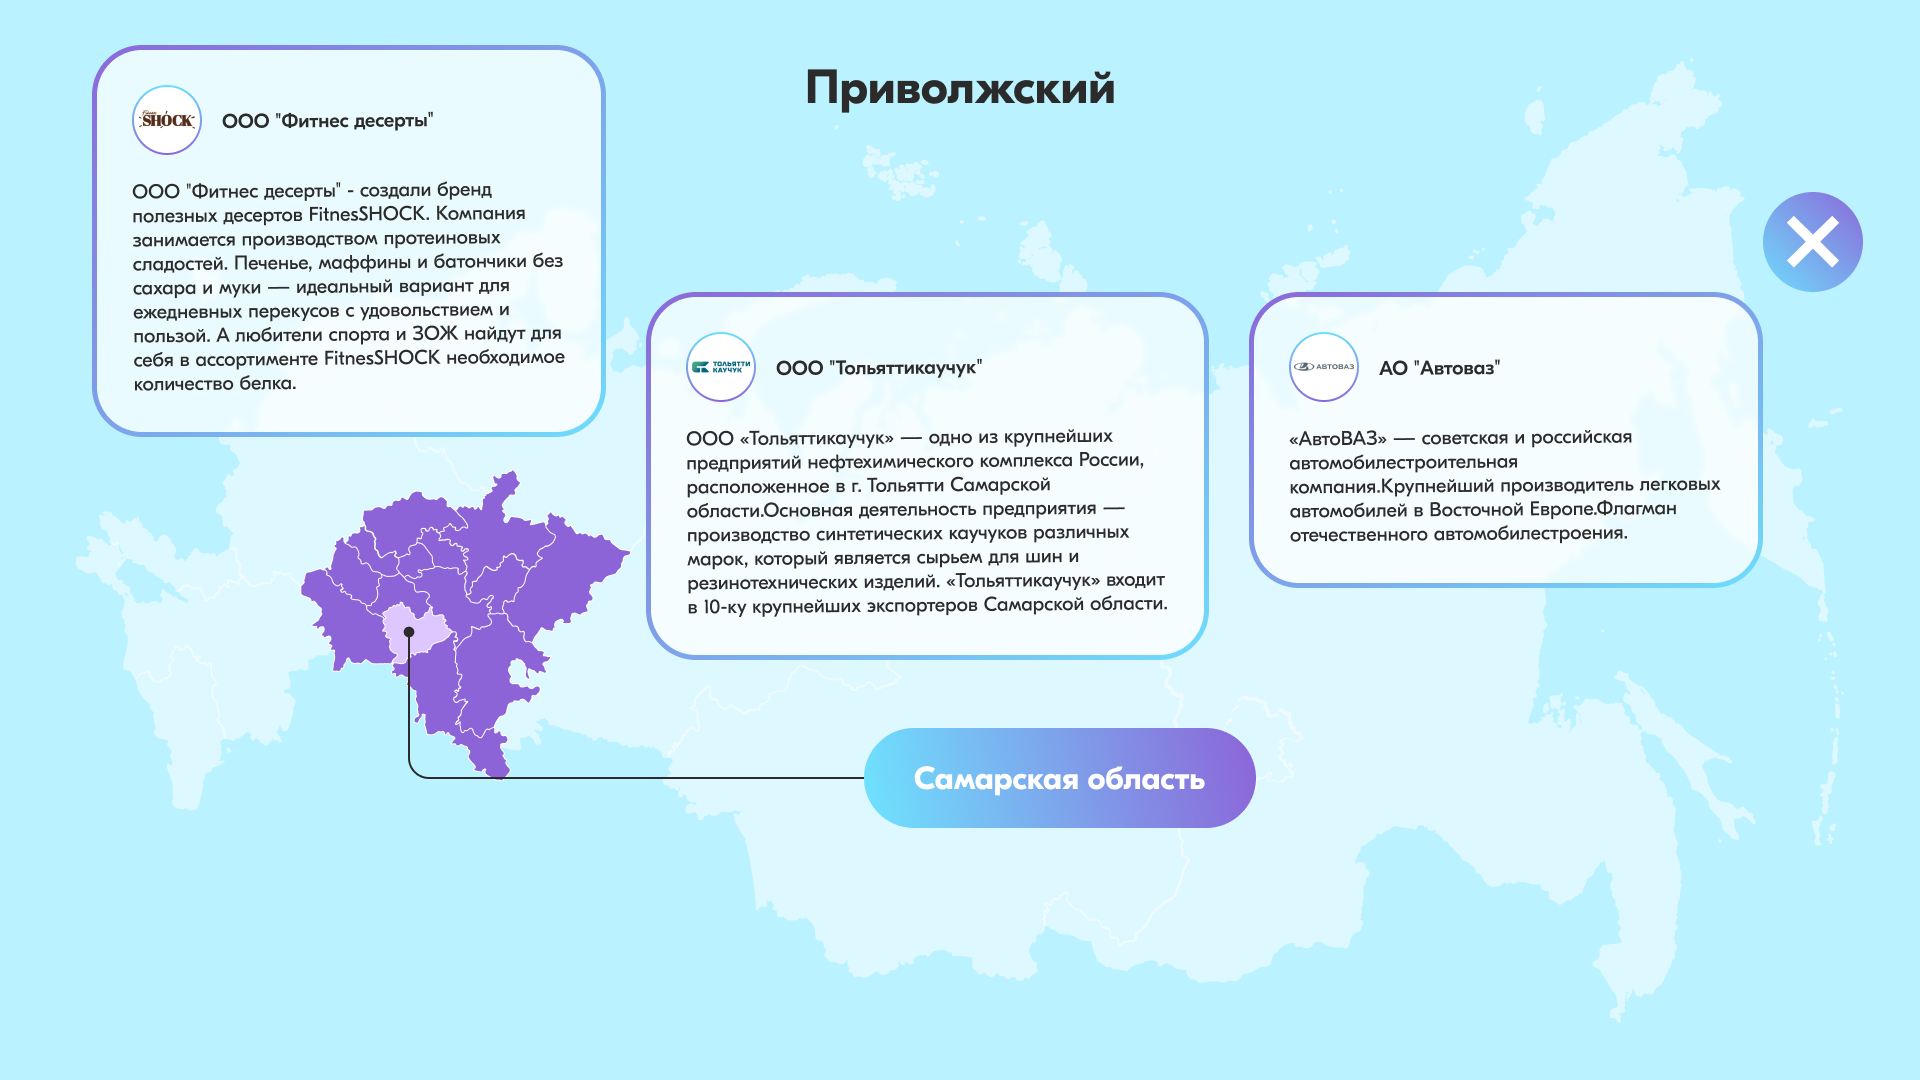 Приволжский
SHOCK
ООО "Фитнес десерты"
ООО "Фитнес десерты" - создали бренд
полезных десертов FitnesSHOCK. Компания
занимается производством протеиновых
сладостей. Печенье, маффины и батончики без
сахара и муки — идеальный вариант для
ежедневных перекусов с удовольствием и
пользой. А любители спорта и ЗОЖ найдут для
себя в ассортименте FitnesSHOCK необходимое
количество белка.
ТОЛЬЯТТИ
КАУЧУК
ООО "Тольяттикаучук"
ООО «Тольяттикаучук» — одно из крупнейших
предприятий нефтехимического комплекса России,
расположенное в г. Тольятти Самарской
области.Основная деятельность предприятия —
производство синтетических каучуков различных
марок, который является сырьем для шин и
резинотехнических изделий. «Тольяттикаучук» входит
в 10-ку крупнейших экспортеров Самарской области.
АВТОВАЗ
АО "Автоваз"
«АвтоВАЗ» — советская и российская
автомобилестроительная
компания.Крупнейший производитель легковых
автомобилей в Восточной Европе.Флагман
отечественного автомобилестроения.
Самарская область